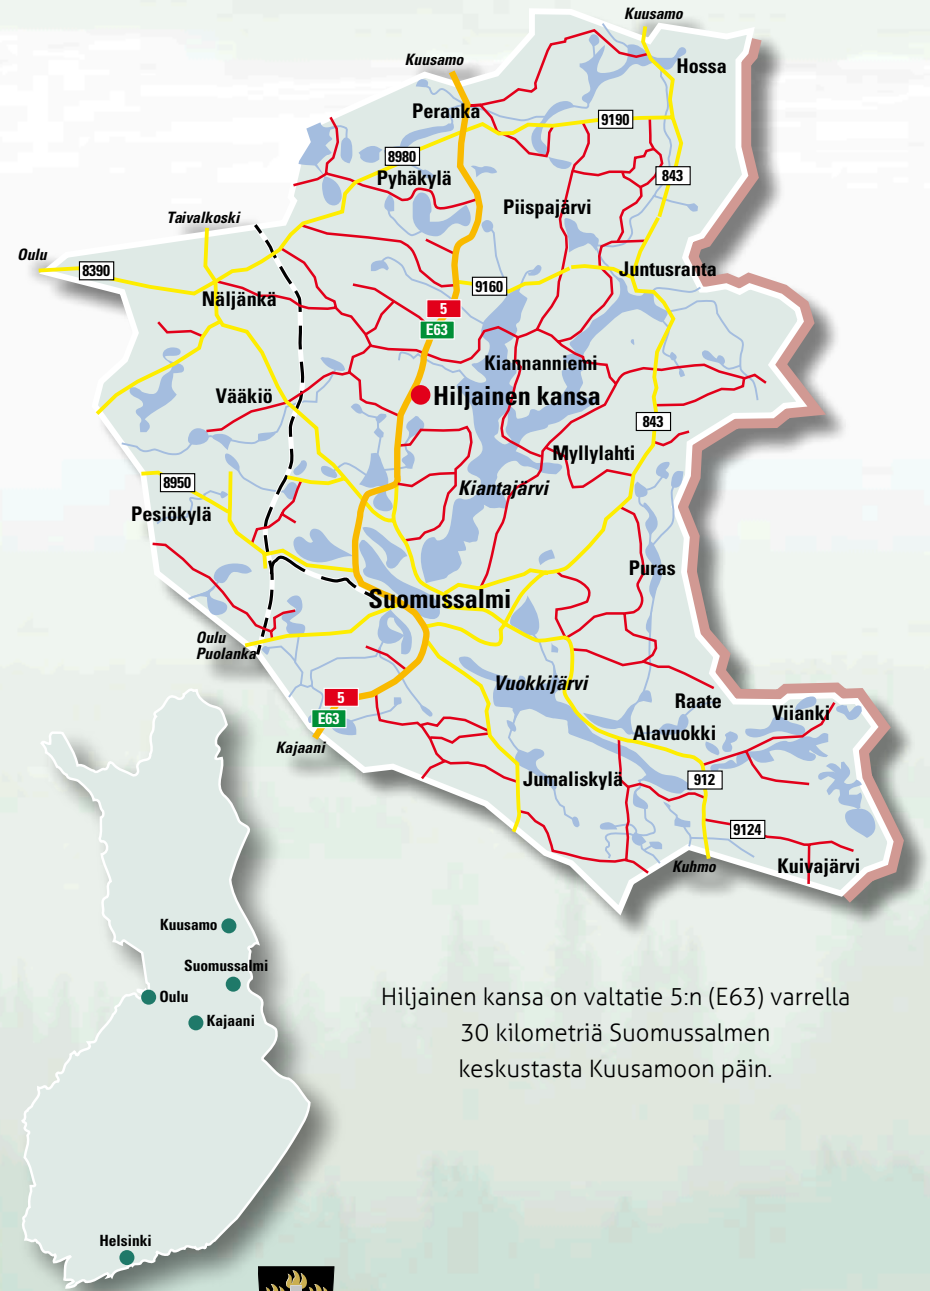 Kuusamo
Kuusamo
Hossa
Peranka
9190
8980
Pyhäkylä
843
Piispajärvi
Taivalkoski
Oulu
8390
Juntusranta
9160
Näljänkä
5
E63
Kiannanniemi
Vääkiö
Hiljainen kansa
843
Myllylahti
8950
Kiantajärvi
Pesiökylä
Puras
Suomussalmi
Oulu
Puolanka
Vuokkijärvi
5
E63
Raate
Viianki
Alavuokki
Kajaani
Jumaliskylä
912
9124
Kuhmo
Kuivajärvi
Kuusamo
Suomussalmi
Oulu
Kajaani
Helsinki
Hiljainen kansa on valtatie 5:n (E63) varrella
30 kilometriä Suomussalmen
keskustasta Kuusamoon päin.